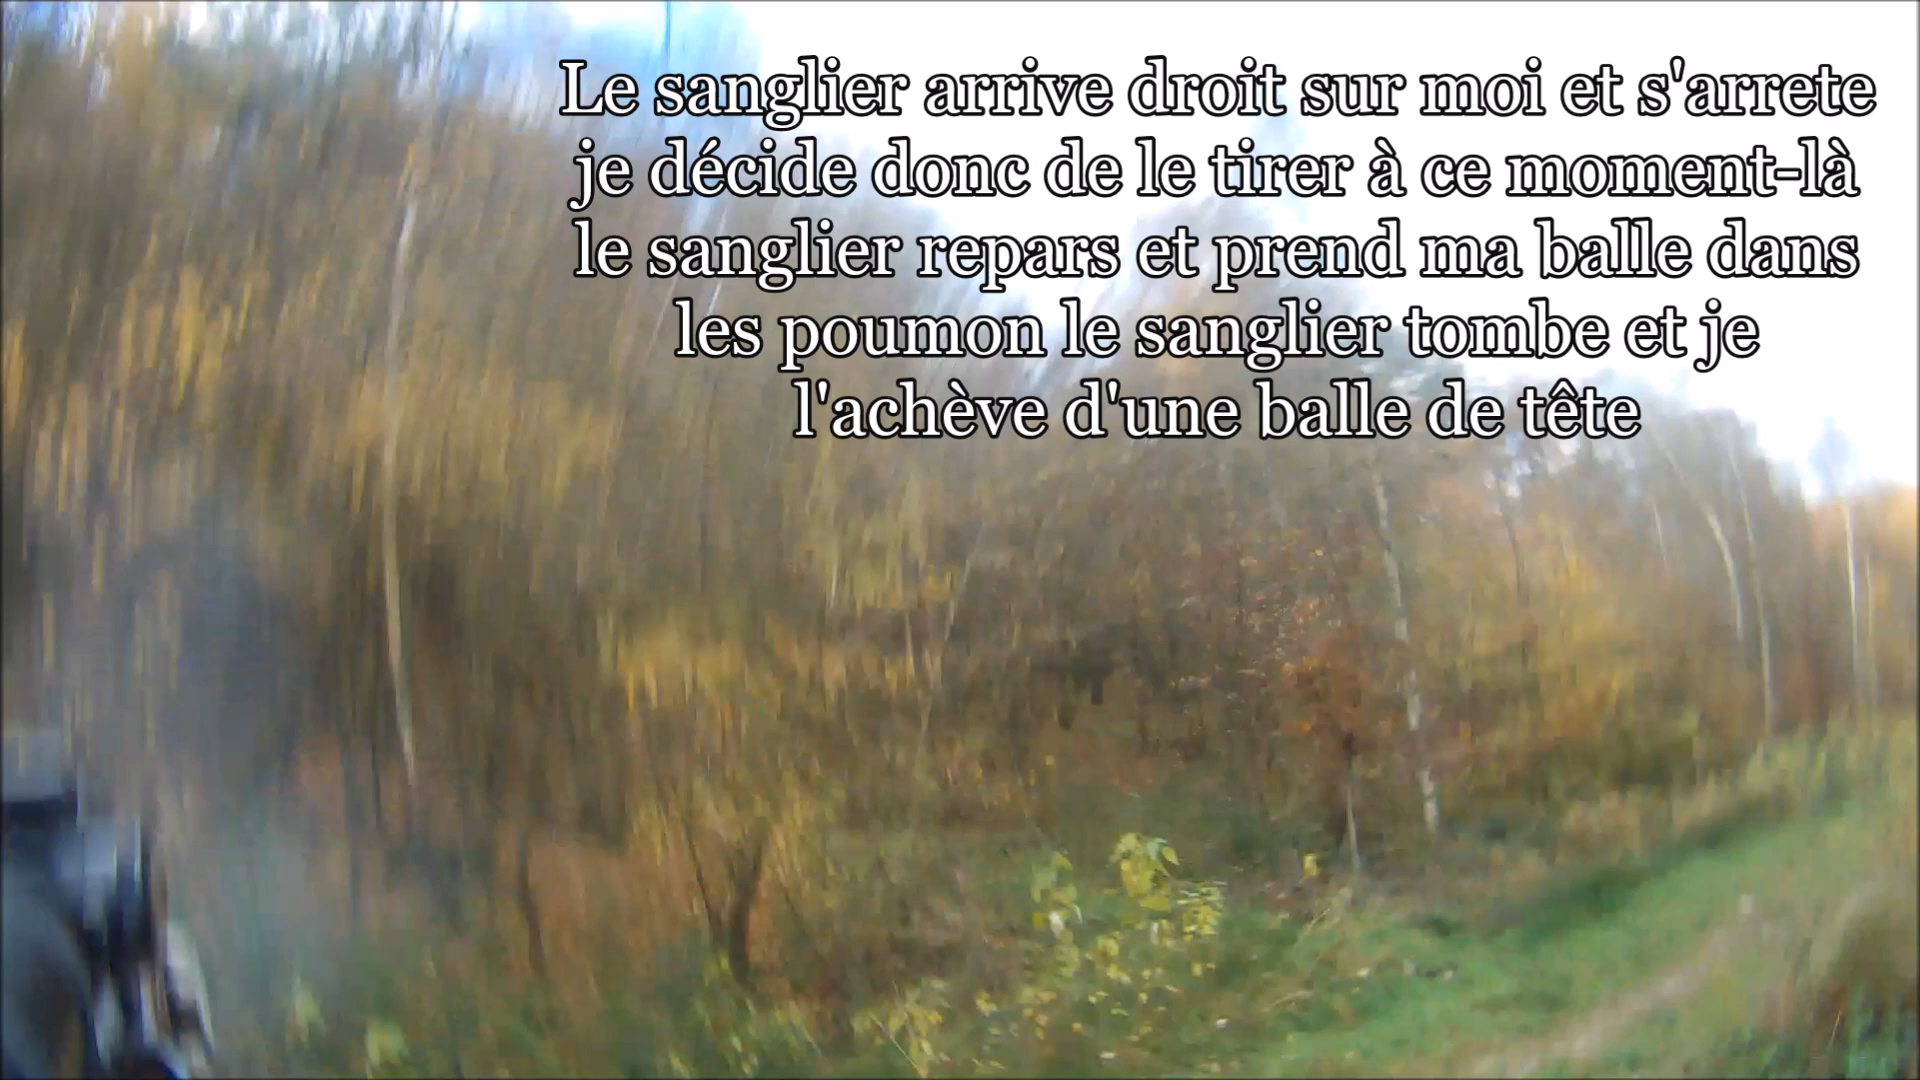 Le sanglier arrive droit sur moi et s'arrete
je décide donc de le tirer à ce moment-là
le sanglier repars et prend ma balle dans
les poumon le sanglier tombe et je
l'achève d'une balle de tête